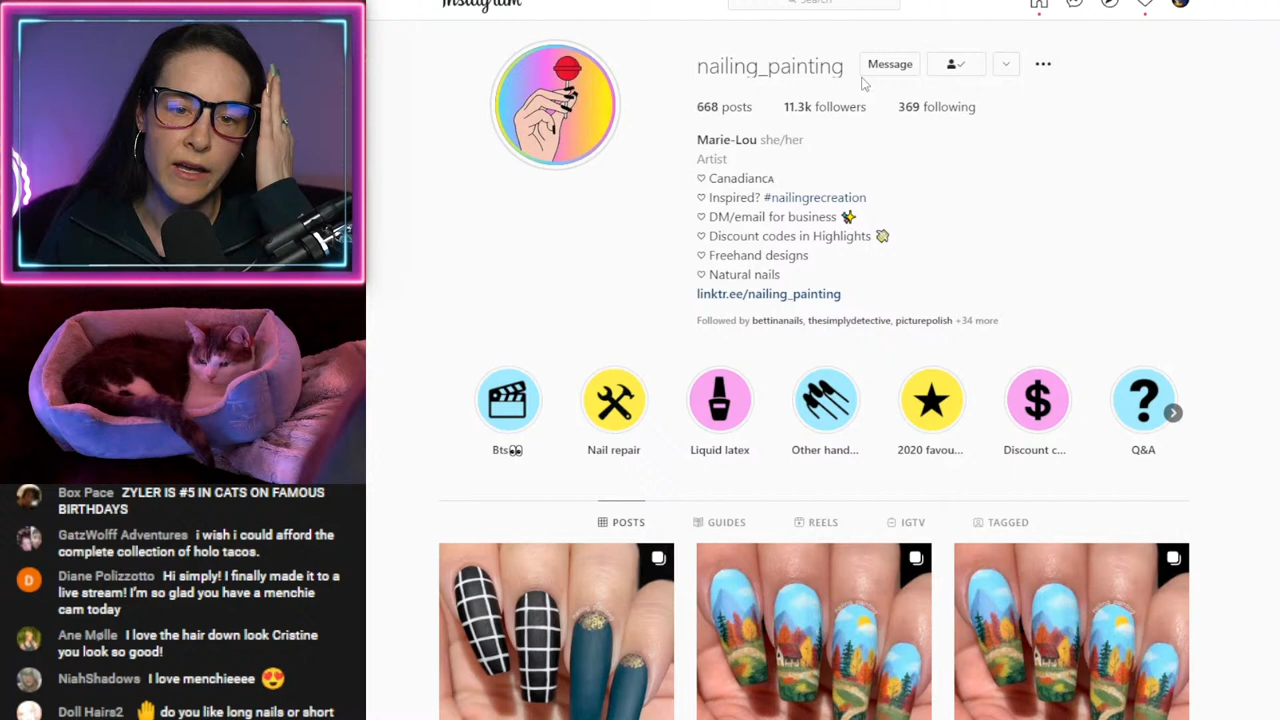 Instagram
Search
nailing_painting
Message
668 posts 11.3k followers 369 following
Marie-Lou she/her
Artist
♡ Canadian🇨🇦
♡ Inspired? #nailingrecreation
♡ DM/email for business ✨
♡ Discount codes in Highlights
♡ Freehand designs
♡ Natural nails
linktr.ee/nailing_painting
Followed by bettinanails, thesimplydetective, picturepolish +34 more
Bts👀 Nail repair Liquid latex Other hand... 2020 favou... Discount c... Q&A
POSTS GUIDES REELS IGTV TAGGED
Box Pace ZYLER IS #5 IN CATS ON FAMOUS
BIRTHDAYS
GatzWolff Adventures i wish i could afford the
complete collection of holo tacos.
D Diane Polizzotto Hi simply! I finally made it to a
live stream! I'm so glad you have a menchie
cam today
Ane Mølle I love the hair down look Cristine
you look so good!
NiahShadows I love menchieeee 😍
Doll Hairs2 🤚 do you like long nails or short